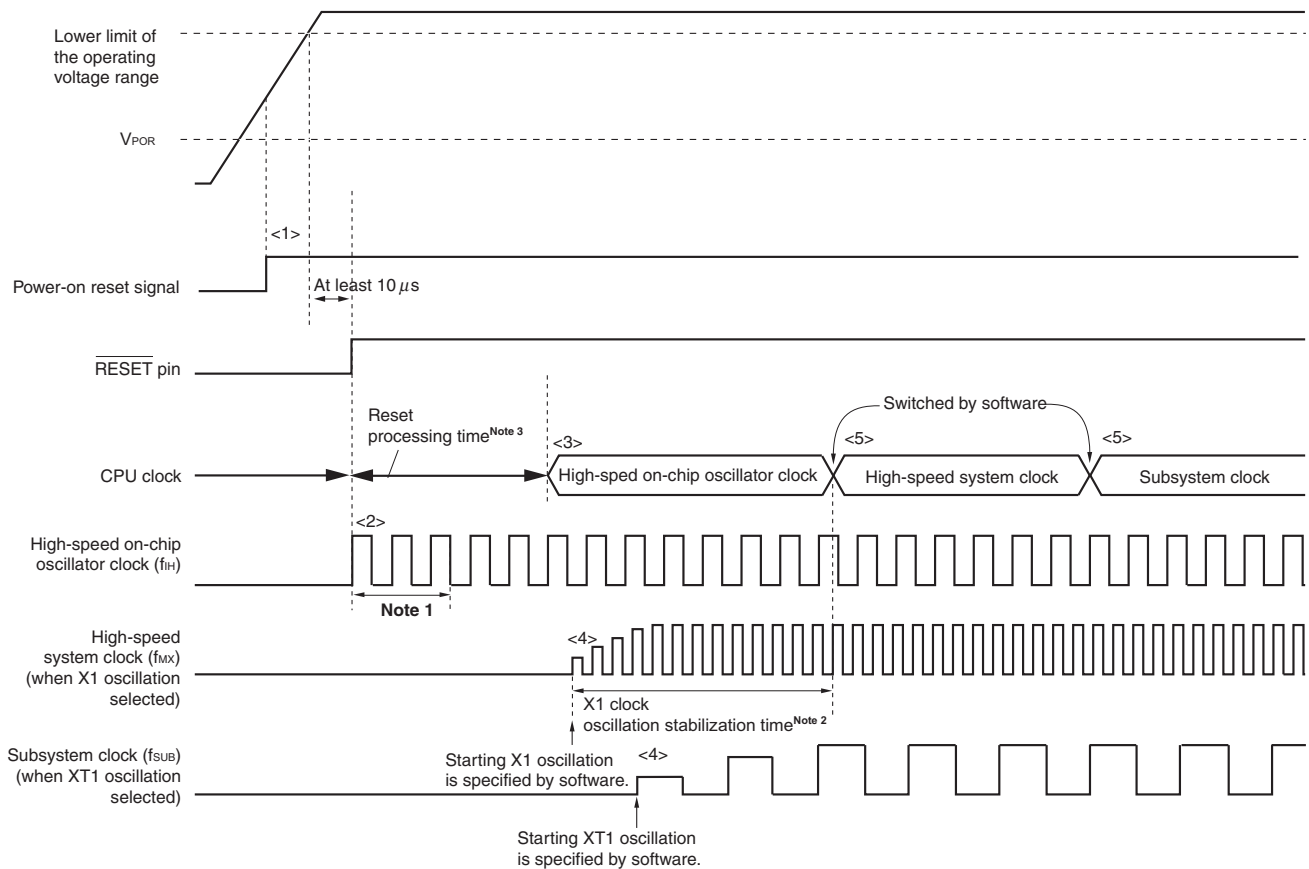 Lower limit of
the operating
voltage range
VPOR
<1>
Power-on reset signal
At least 10 μs
RESET pin
Reset
processing time Note 3
Switched by software
<3>
<5>
<5>
CPU clock
High-sped on-chip oscillator clock
High-speed system clock
Subsystem clock
<2>
High-speed on-chip
oscillator clock (fIH)
Note 1
High-speed
system clock (fMX)
(when X1 oscillation
selected)
<4>
X1 clock
oscillation stabilization time Note 2
Starting X1 oscillation
is specified by software.
Subsystem clock (fSUB)
(when XT1 oscillation
selected)
<4>
Starting XT1 oscillation
is specified by software.